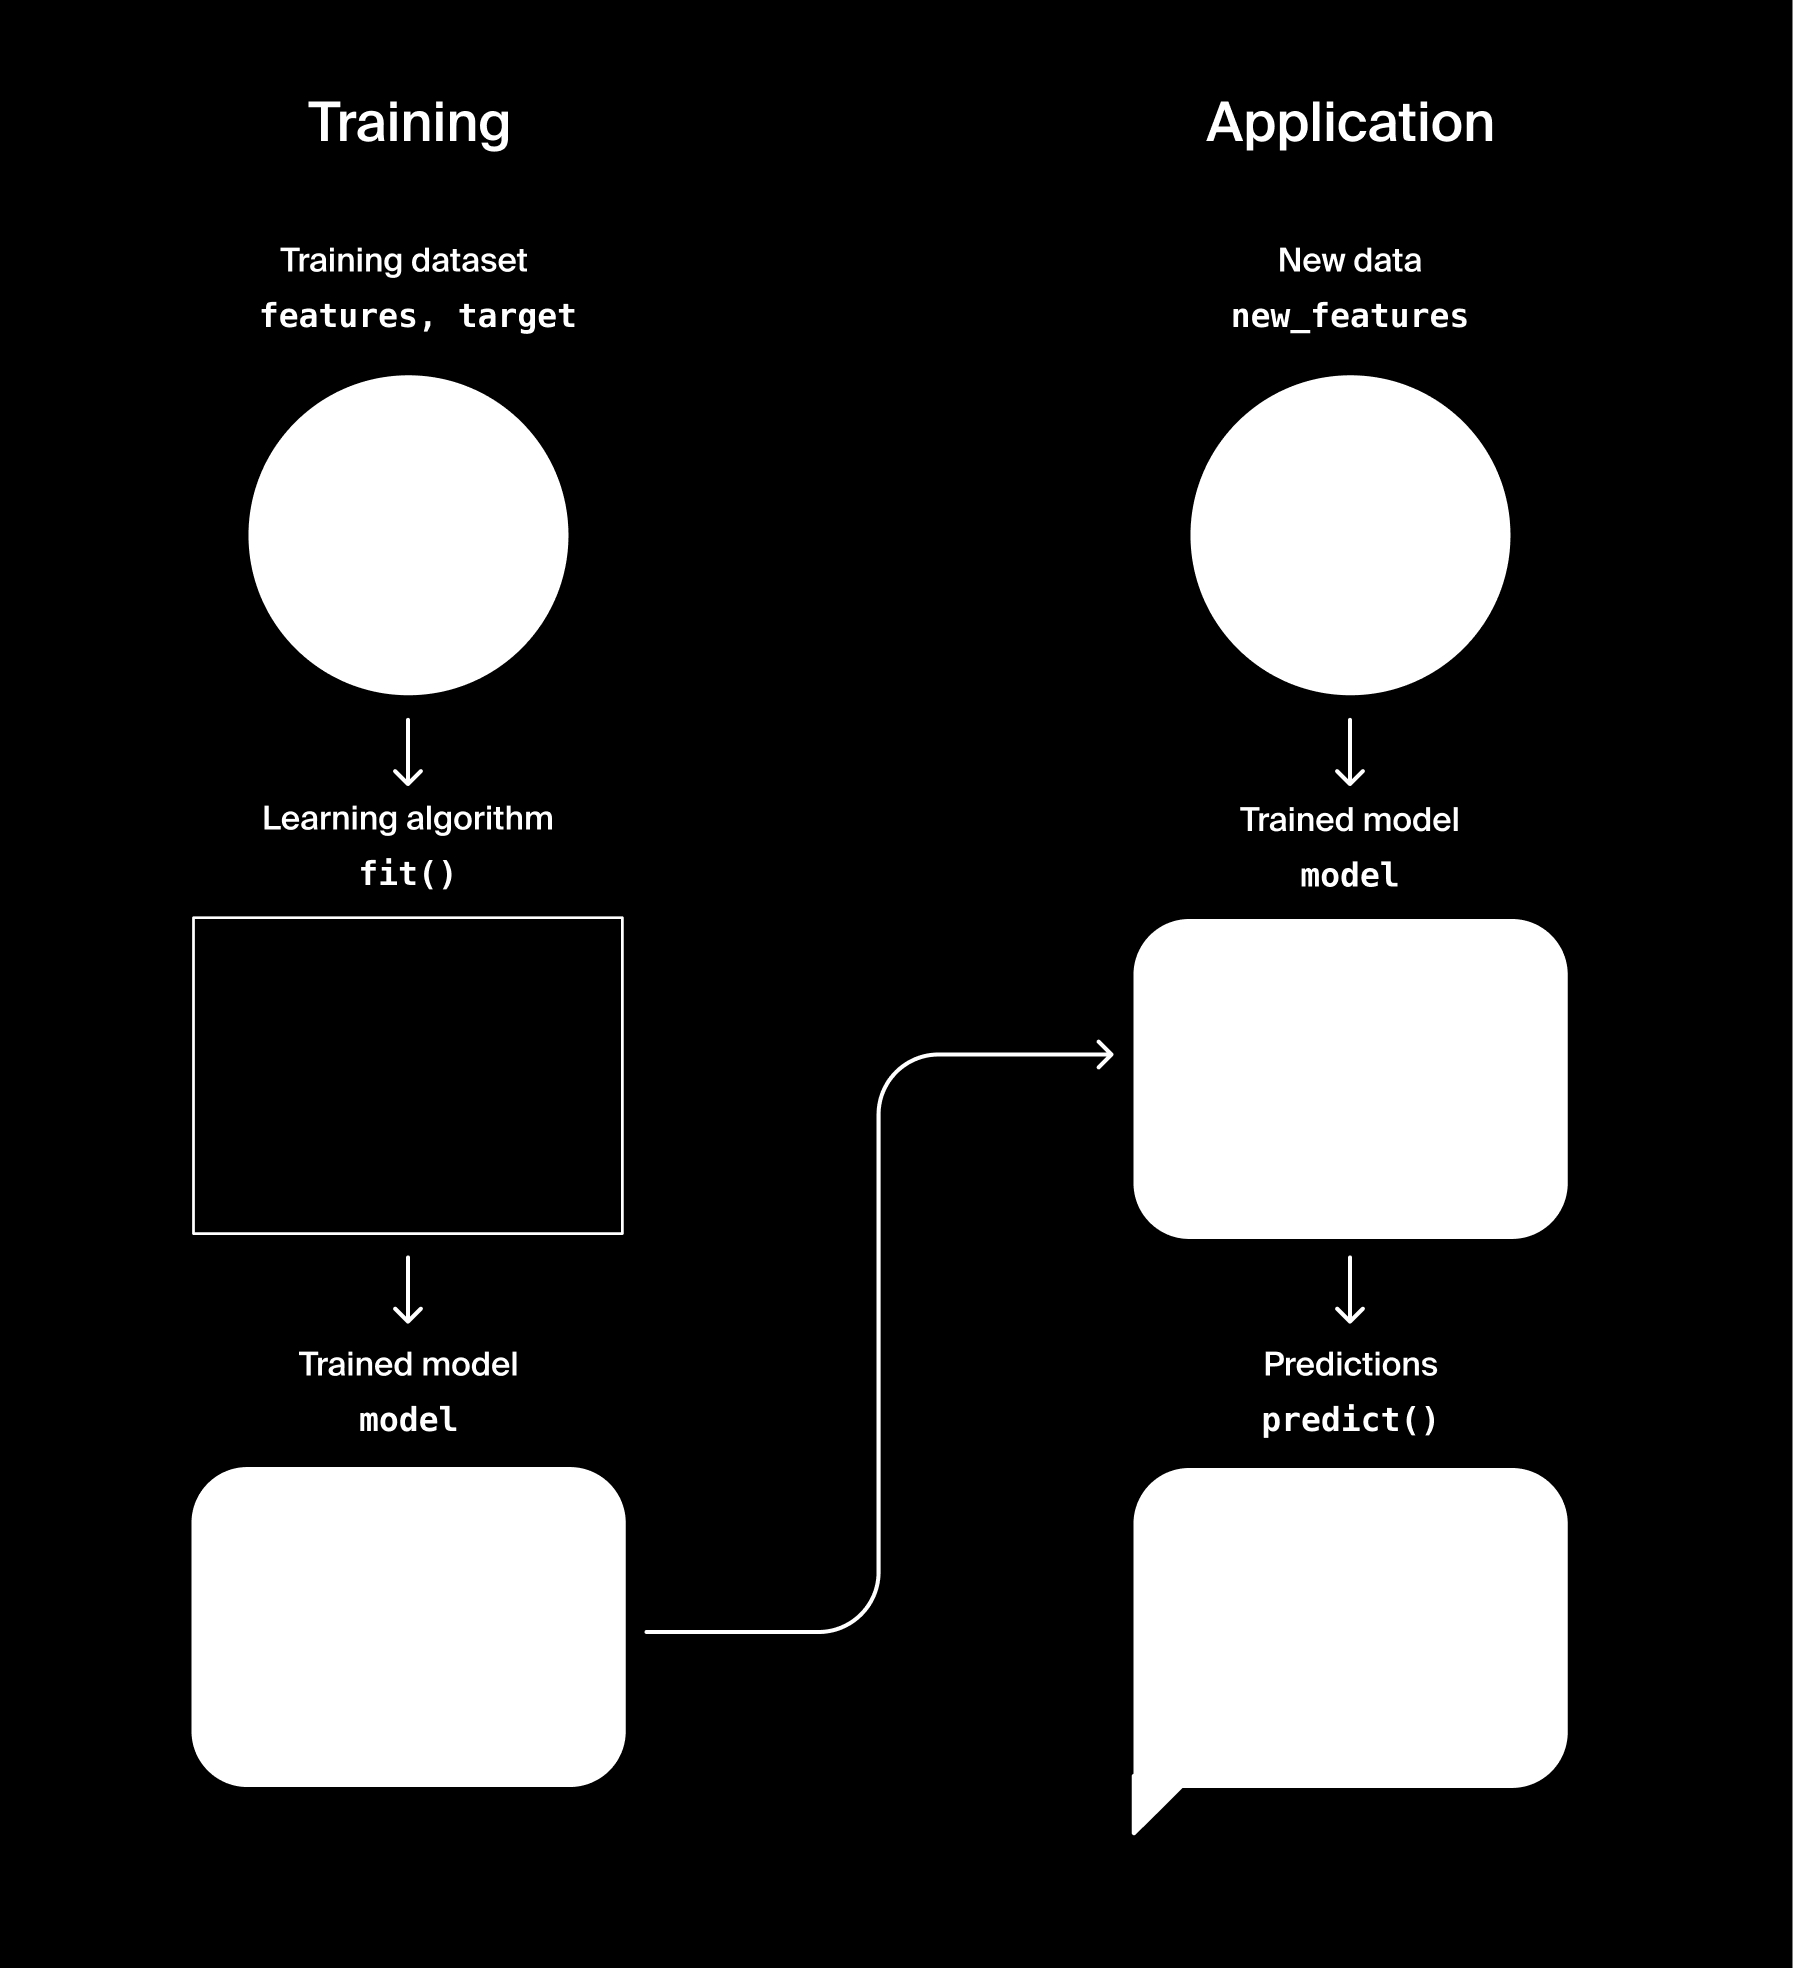 Training
Training dataset
features, target
Learning algorithm
fit()
Trained model
model
Application
New data
new_features
Trained model
model
Predictions
predict()